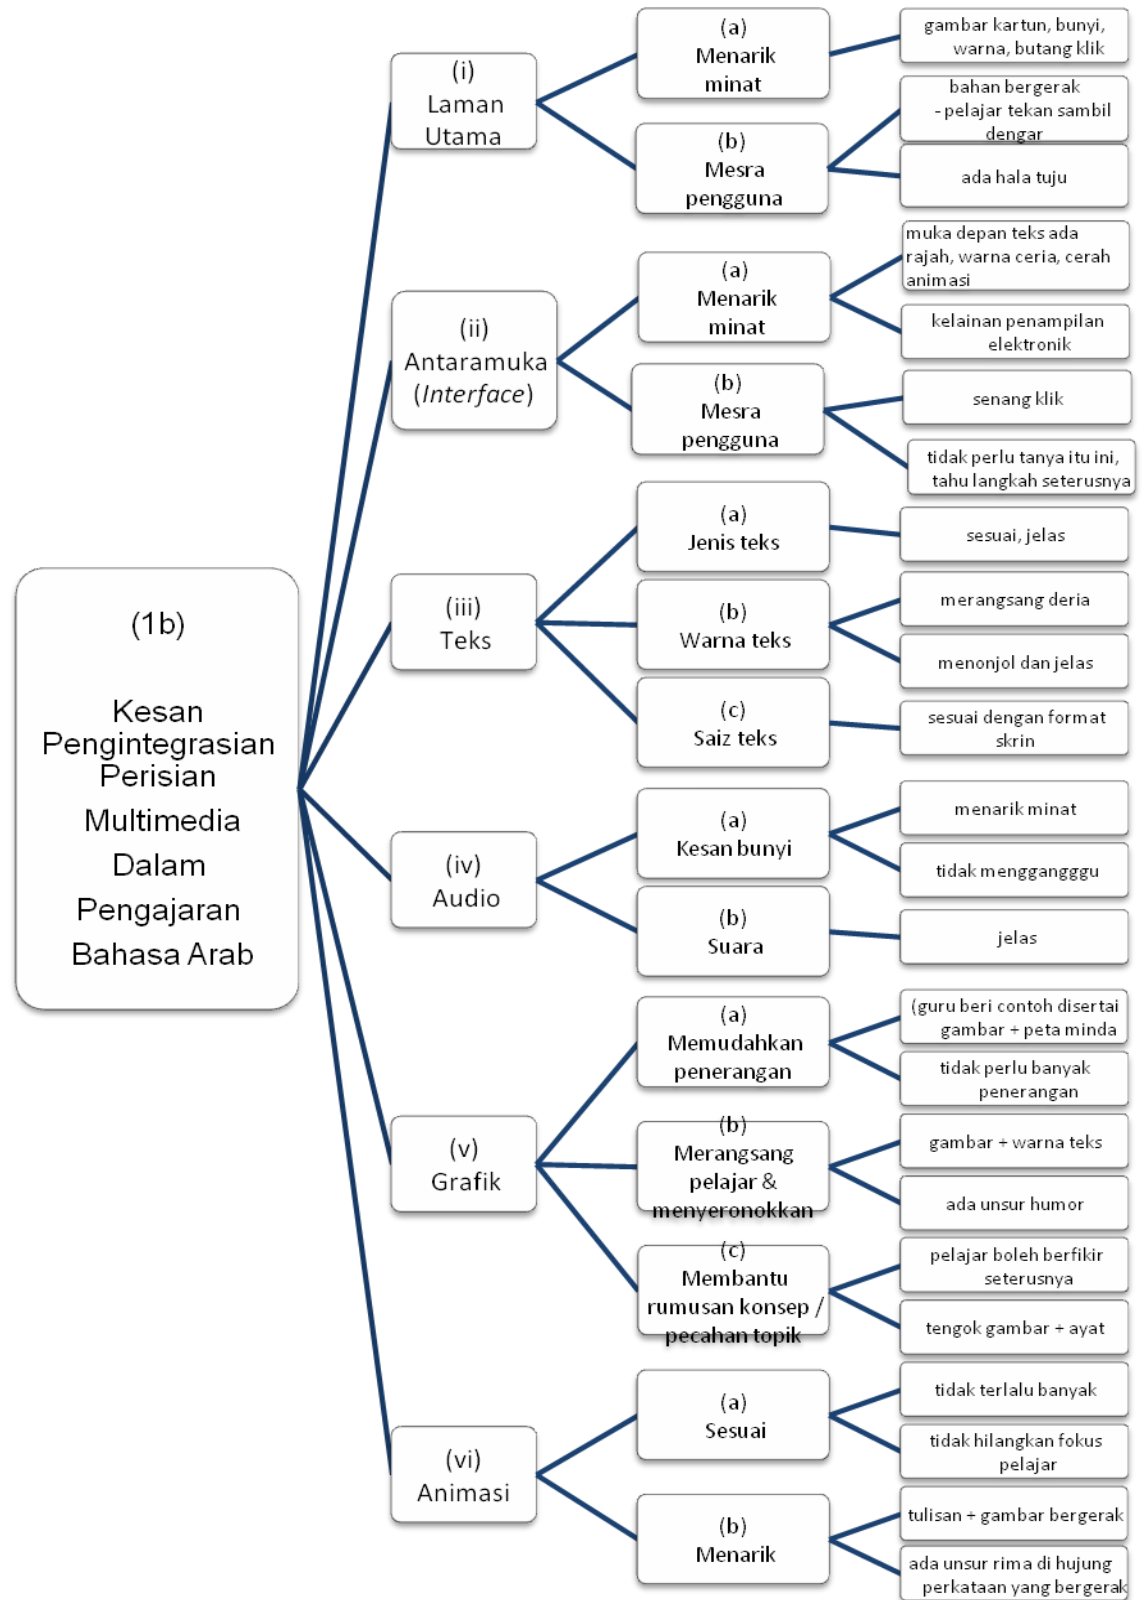 (1b)
Kesan
Pengintegrasian
Perisian
Multimedia
Dalam
Pengajaran
Bahasa Arab
(i)
Laman
Utama
(a)
Menarik
minat
gambar kartun, bunyi,
warna, butang klik
(b)
Mesra
pengguna
bahan bergerak
- pelajar tekan sambil
dengar
ada hala tuju
(ii)
Antaramuka
(Interface)
(a)
Menarik
minat
muka depan teks ada
rajah, warna ceria, cerah
animasi
kelainan penampilan
elektronik
(b)
Mesra
pengguna
senang klik
tidak perlu tanya itu ini,
tahu langkah seterusnya
(iii)
Teks
(a)
Jenis teks
sesuai, jelas
(b)
Warna teks
merangsang deria
menonjol dan jelas
(c)
Saiz teks
sesuai dengan format
skrin
(iv)
Audio
(a)
Kesan bunyi
menarik minat
tidak menggangggu
(b)
Suara
jelas
(v)
Grafik
(a)
Memudahkan
penerangan
(guru beri contoh disertai
gambar + peta minda
tidak perlu banyak
penerangan
(b)
Merangsang
pelajar &
menyeronokkan
gambar + warna teks
ada unsur humor
(c)
Membantu
rumusan konsep /
pecahan topik
pelajar boleh berfikir
seterusnya
tengok gambar + ayat
(vi)
Animasi
(a)
Sesuai
tidak terlalu banyak
tidak hilangkan fokus
pelajar
(b)
Menarik
tulisan + gambar bergerak
ada unsur rima di hujung
perkataan yang bergerak